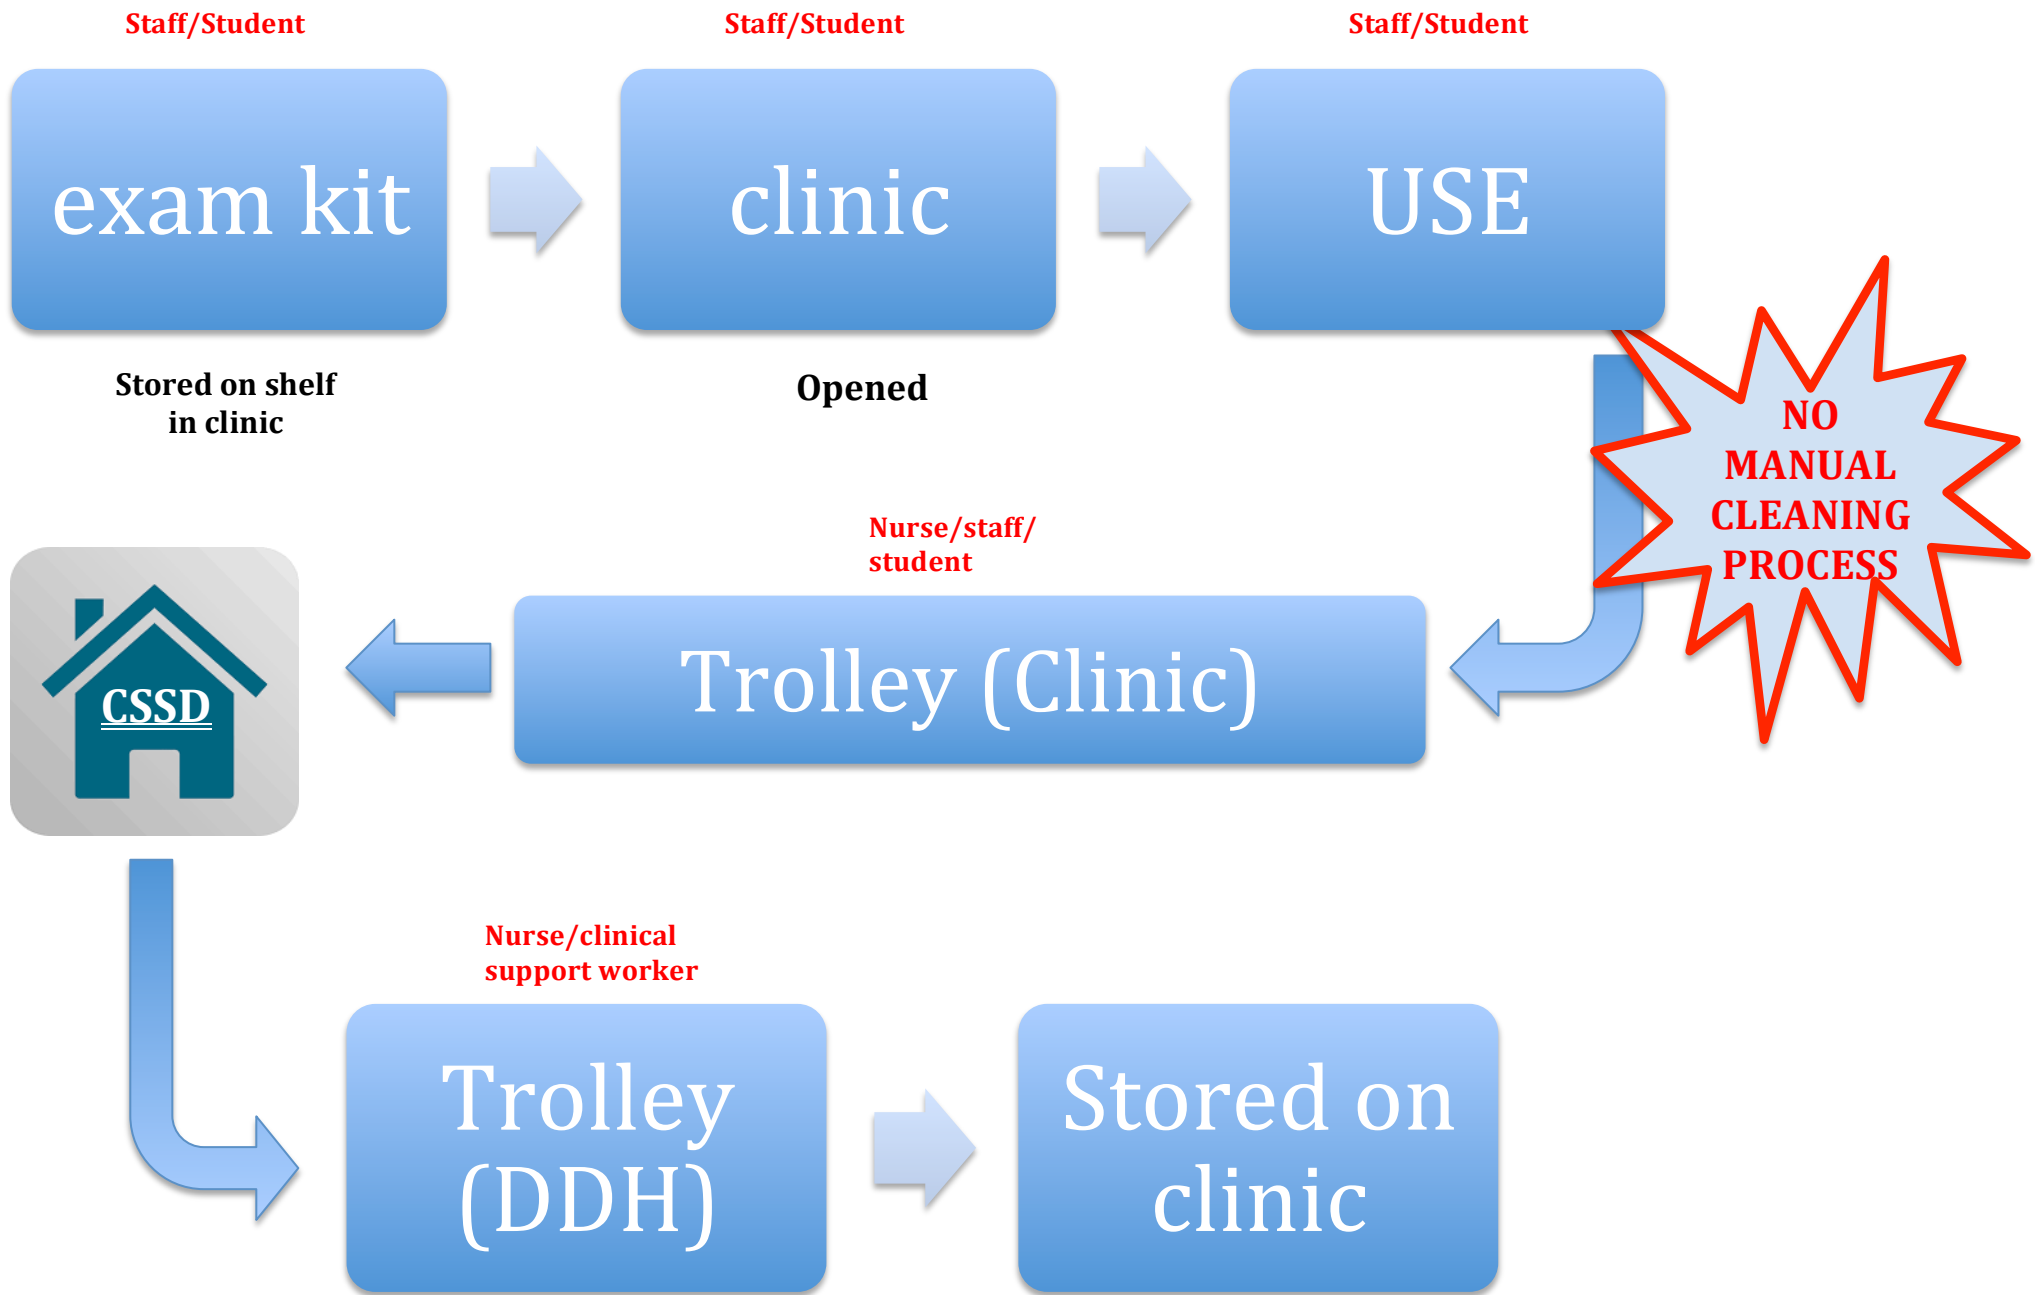 Staff/Student
Staff/Student
Staff/Student
exam kit
clinic
USE
Stored on shelf
in clinic
Opened
NO
MANUAL
CLEANING
PROCESS
Nurse/staff/
student
Trolley (Clinic)
CSSD
Nurse/clinical
support worker
Trolley
(DDH)
Stored on
clinic